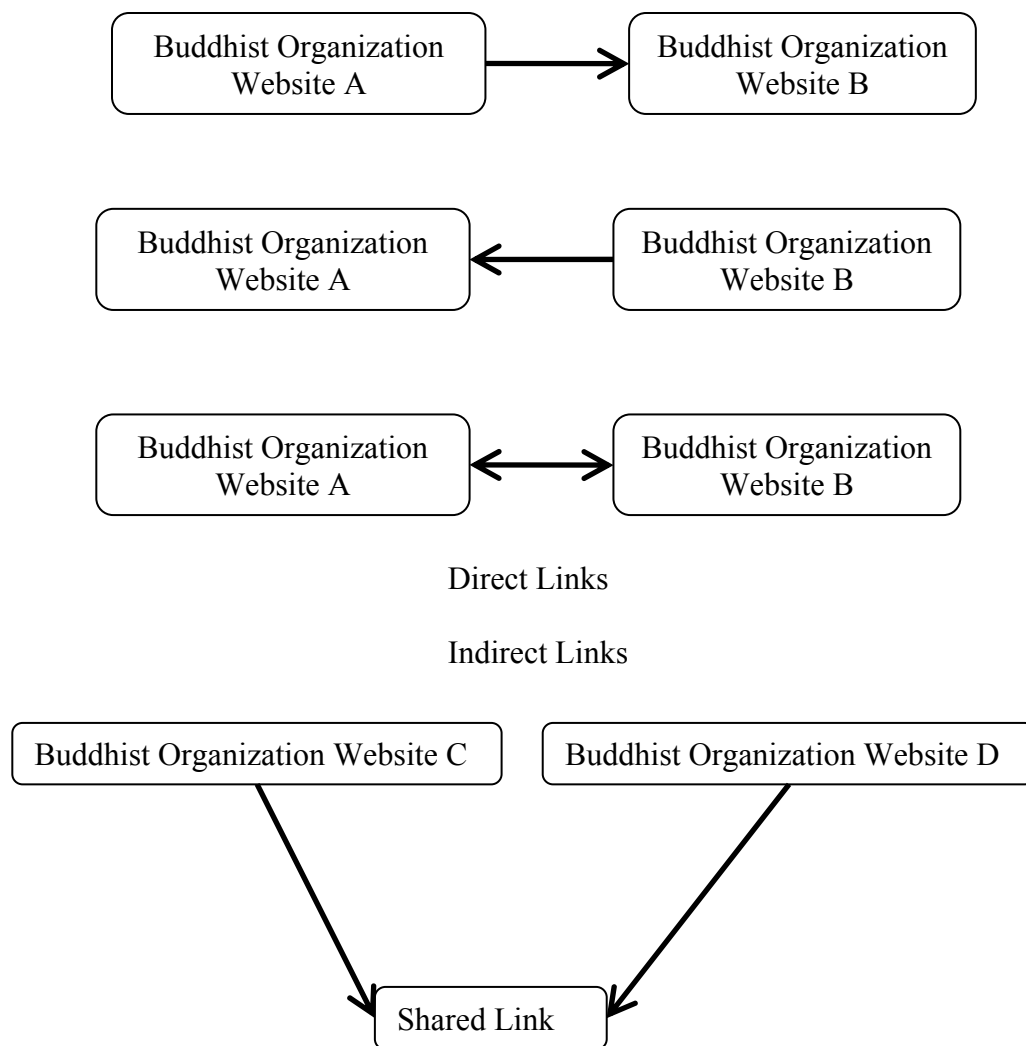 Buddhist Organization
Website A
Buddhist Organization
Website B
Buddhist Organization
Website A
Buddhist Organization
Website B
Buddhist Organization
Website A
Buddhist Organization
Website B
Direct Links
Indirect Links
Buddhist Organization Website C
Buddhist Organization Website D
Shared Link